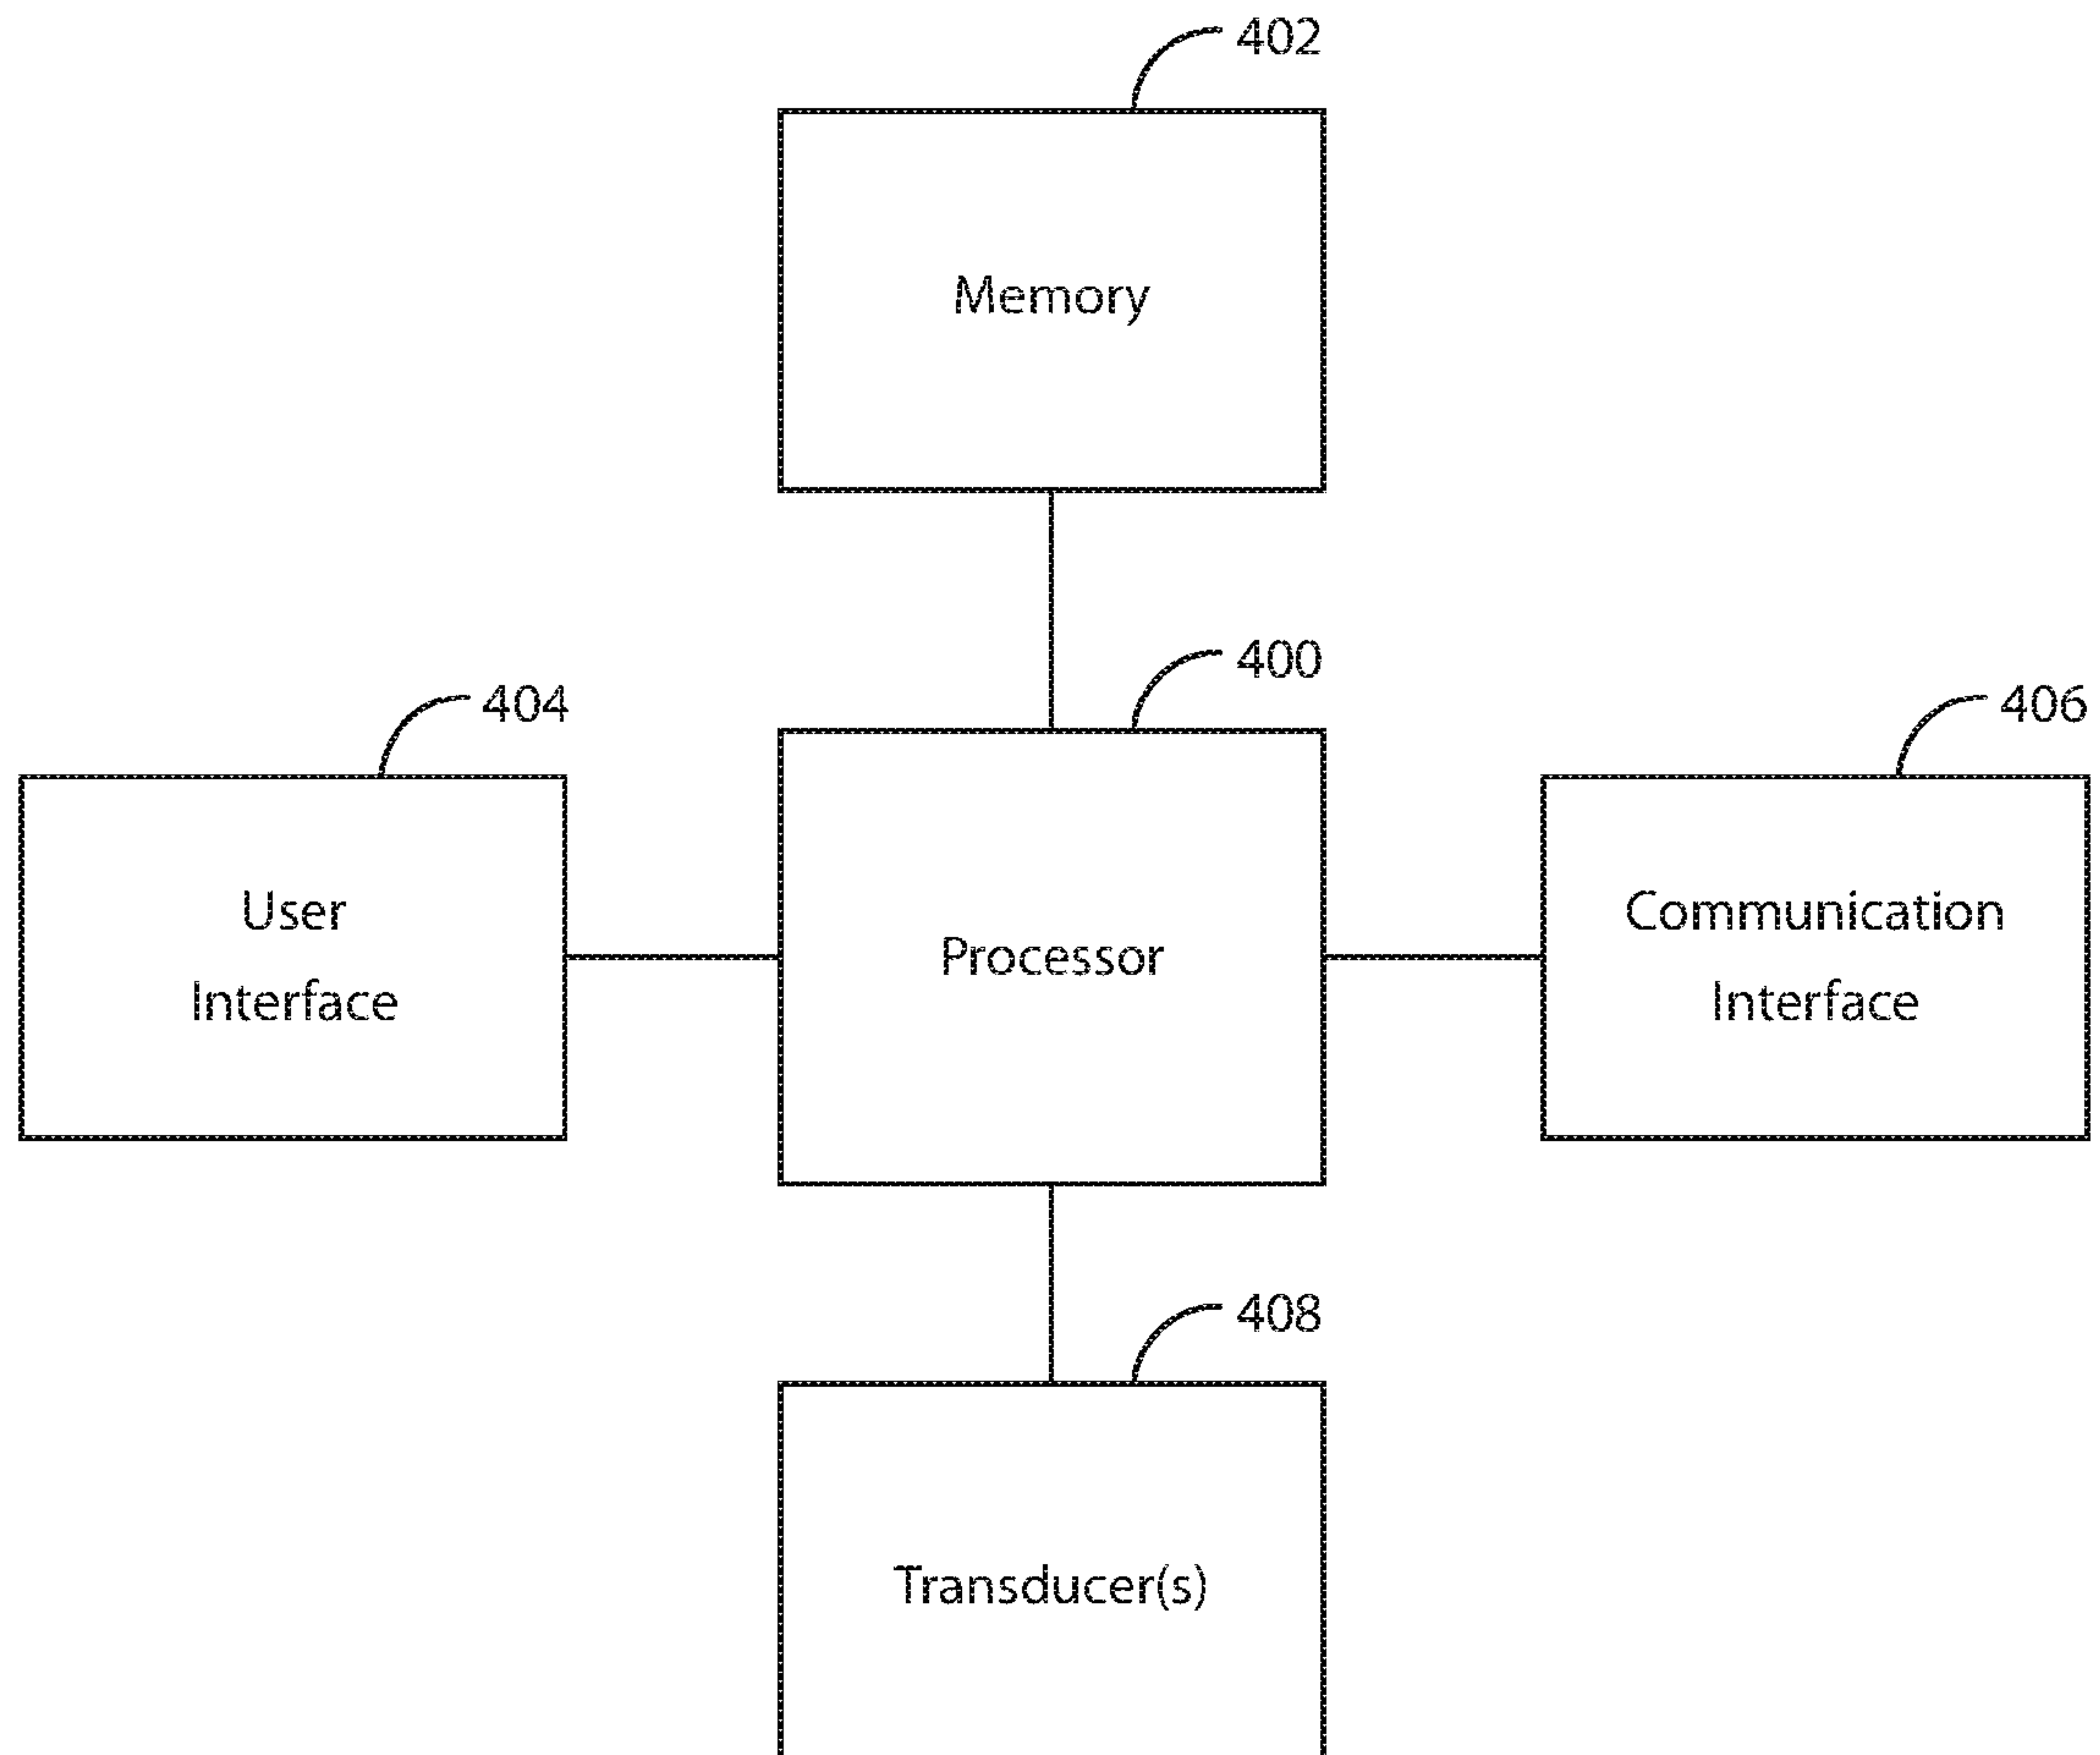 402
Memory
400
404
406
User
Interface
Processor
Communication
Interface
408
Transducer(s)